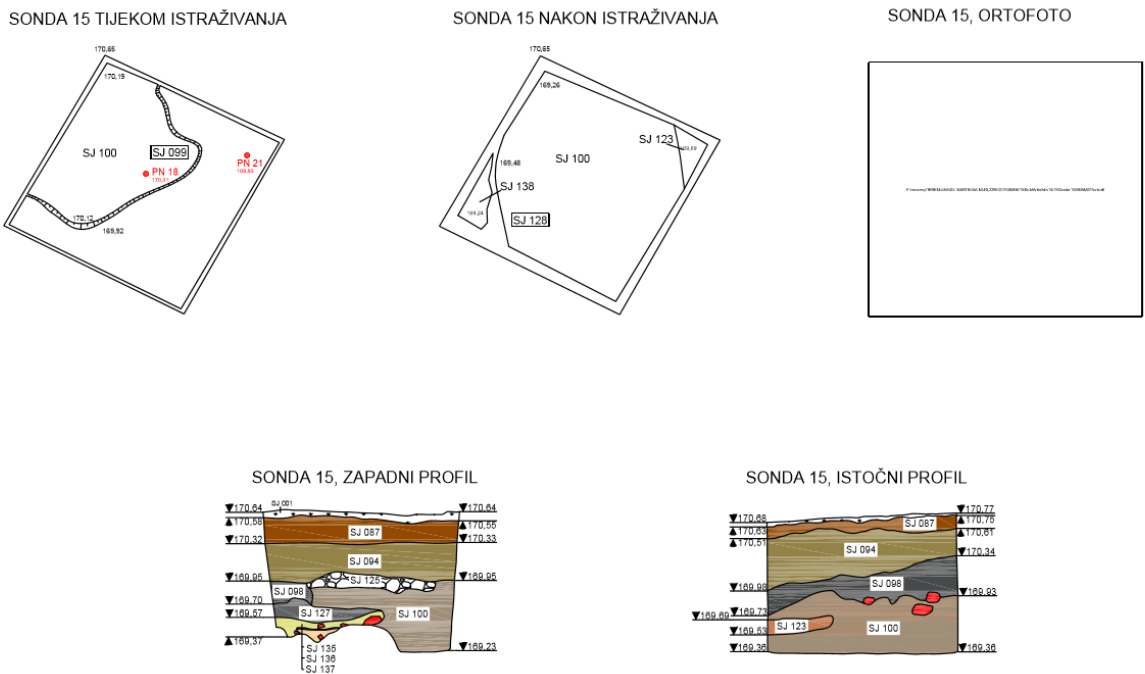 SONDA 15 TIJEKOM ISTRAŽIVANJA
170,65
170,19
SJ 100
SJ 099
PN 18
170,31
PN 21
170,12
169,92
SONDA 15 NAKON ISTRAŽIVANJA
170,65
169,26
SJ 123
169,48
SJ 100
SJ 138
SJ 128
SONDA 15, ORTOFOTO
SONDA 15, ZAPADNI PROFIL
SJ 001
170,64
170,64
170,58
170,55
SJ 087
170,32
170,33
SJ 094
169,95
SJ 125
169,95
SJ 098
169,70
169,57
SJ 127
SJ 100
169,37
SJ 135
SJ 136
SJ 137
169,23
SONDA 15, ISTOČNI PROFIL
170,77
170,68
SJ 087
170,75
170,63
170,61
170,51
SJ 094
170,34
169,98
SJ 098
169,93
169,73
169,69
SJ 123
SJ 100
169,53
169,36
169,36